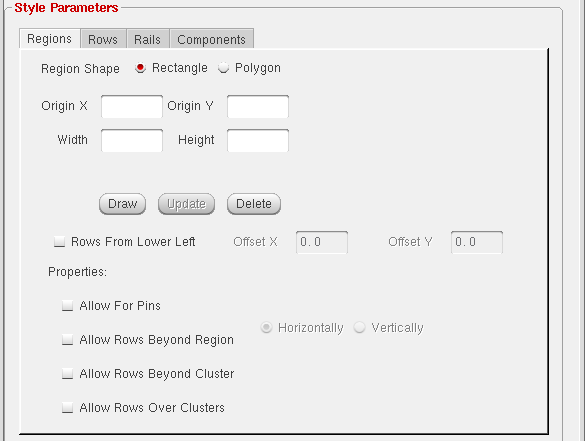 Style Parameters
Regions Rows Rails Components
Region Shape Rectangle Polygon
Origin X Origin Y
Width Height
Draw Update Delete
Rows From Lower Left Offset X 0.0 Offset Y 0.0
Properties:
Allow For Pins
Horizontally Vertically
Allow Rows Beyond Region
Allow Rows Beyond Cluster
Allow Rows Over Clusters